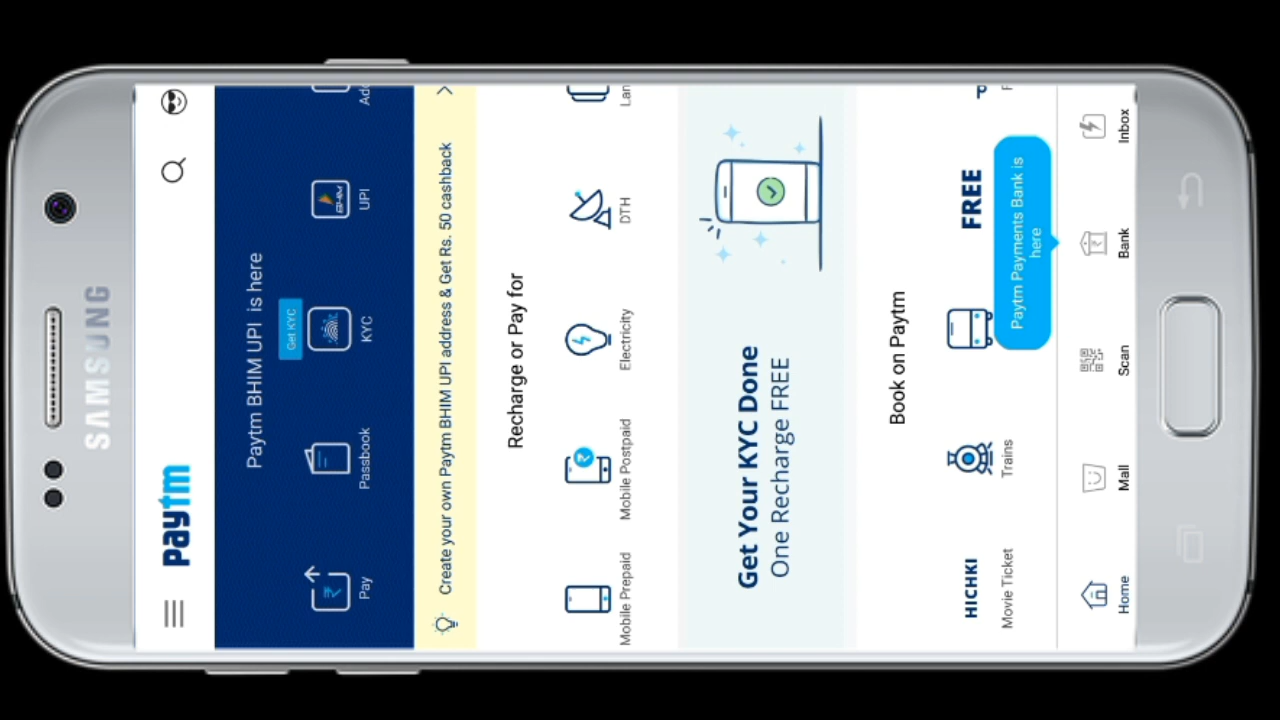 SAMSUNG
Paytm
Paytm BHIM UPI is here
Get KYC
Pay
Passbook
KYC
UPI
BHIM
Create your own Paytm BHIM UPI address & Get Rs. 50 cashback
Recharge or Pay for
Mobile Prepaid
Mobile Postpaid
Electricity
DTH
Get Your KYC Done
One Recharge FREE
Book on Paytm
HICHKI
FREE
Movie Ticket
Trains
Paytm Payments Bank is
here
Home
Mall
Scan
Bank
Inbox